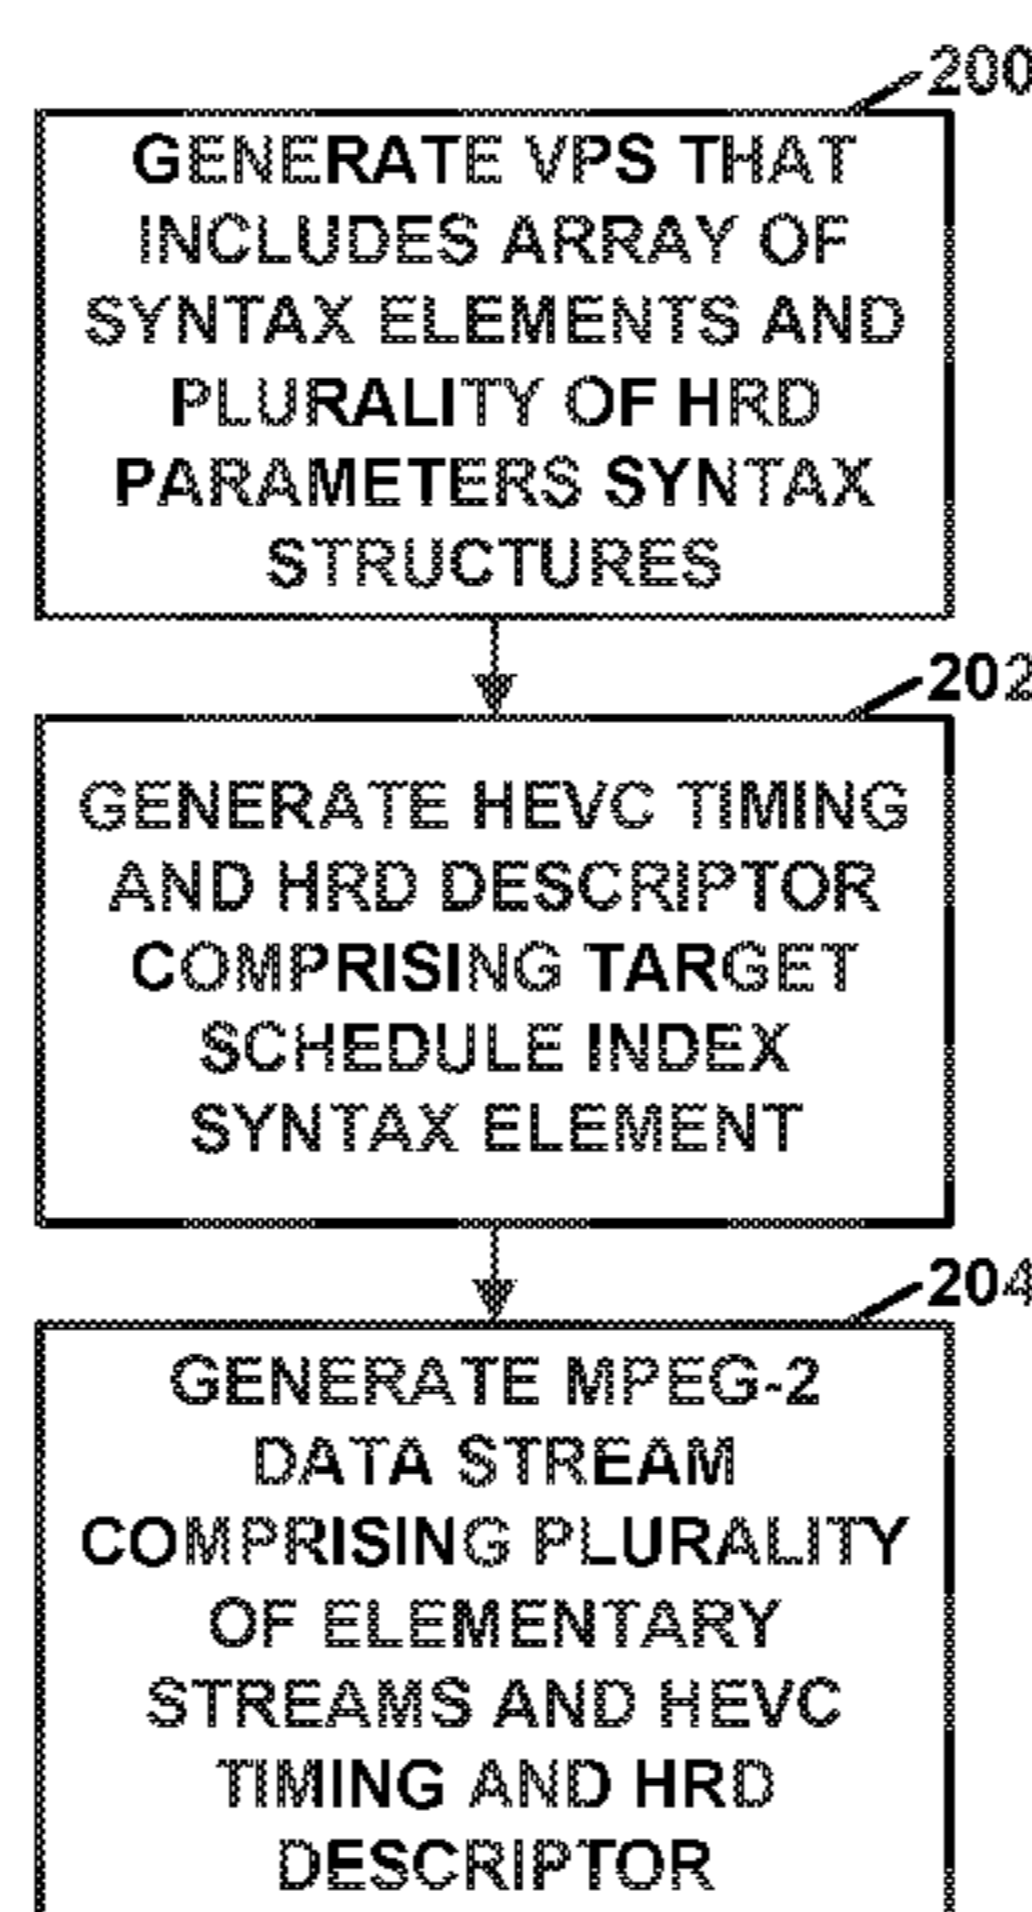 200
GENERATE VPS THAT
INCLUDES ARRAY OF
SYNTAX ELEMENTS AND
PLURALITY OF HRD
PARAMETERS SYNTAX
STRUCTURES
202
GENERATE HEVC TIMING
AND HRD DESCRIPTOR
COMPRISING TARGET
SCHEDULE INDEX
SYNTAX ELEMENT
204
GENERATE MPEG-2
DATA STREAM
COMPRISING PLURALITY
OF ELEMENTARY
STREAMS AND HEVC
TIMING AND HRD
DESCRIPTOR